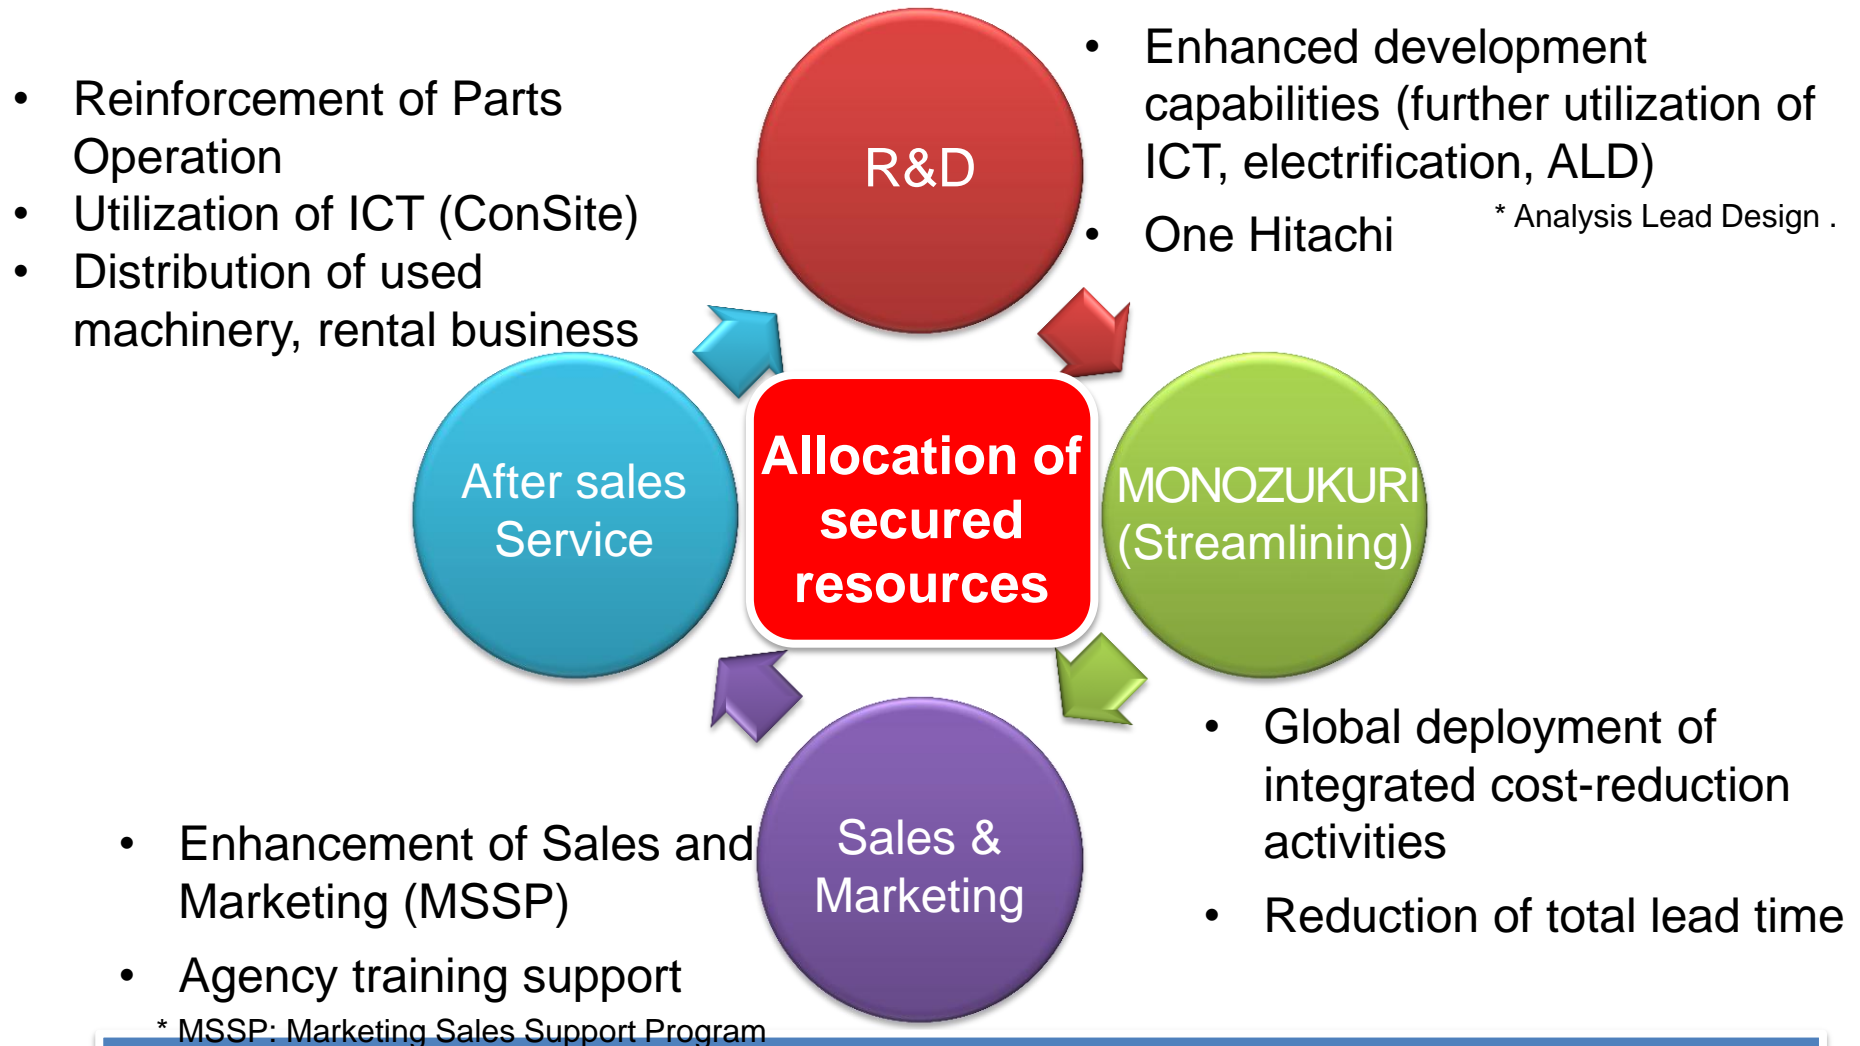 • Reinforcement of Parts
Operation
• Utilization of ICT (ConSite)
• Distribution of used
machinery, rental business
R&D
• Enhanced development
capabilities (further utilization of
ICT, electrification, ALD)
* Analysis Lead Design .
• One Hitachi
After sales
Service
Allocation of
secured
resources
MONOZUKURI
(Streamlining)
• Global deployment of
integrated cost-reduction
activities
• Reduction of total lead time
Sales &
Marketing
• Enhancement of Sales and
Marketing (MSSP)
• Agency training support
* MSSP: Marketing Sales Support Program